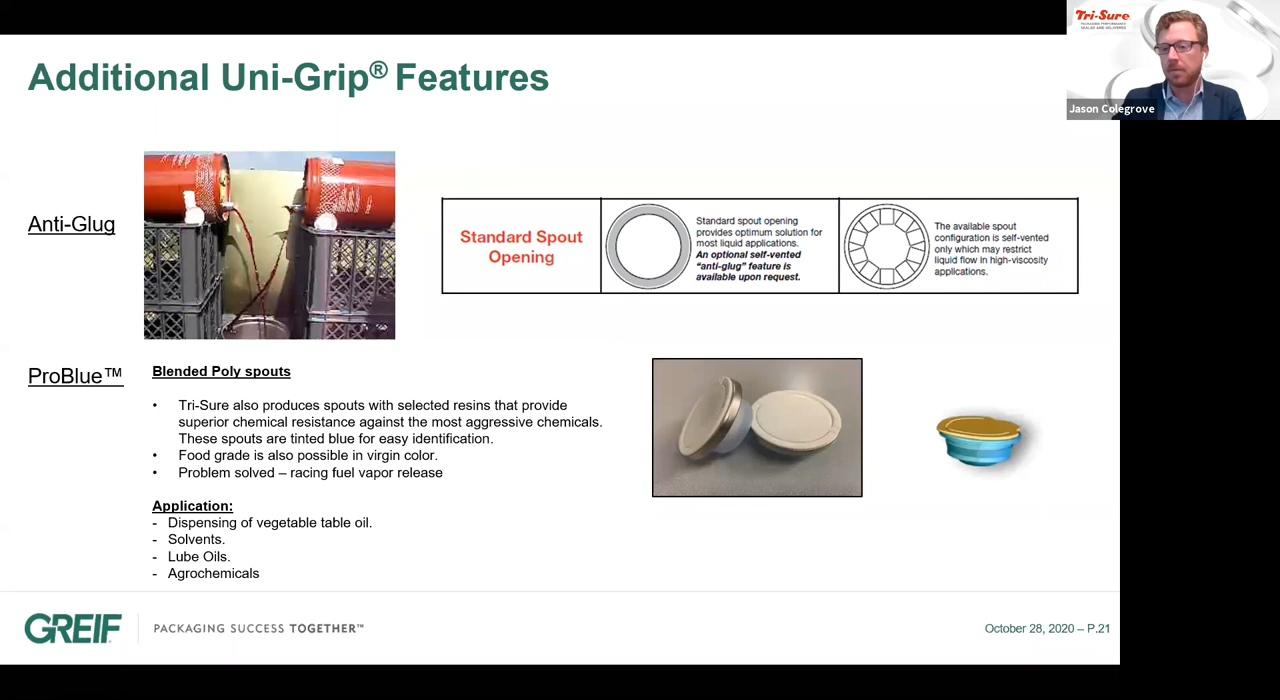 Additional Uni-Grip® Features
Tri-Sure
Jason Colegrove
Anti-Glug
Standard Spout
Opening
Standard spout opening
provides optimum solution for
most liquid applications.
An optional self-vented
“anti-glug” feature is
available upon request.
The available spout
configuration is self-vented
only which may restrict
liquid flow in high-viscosity
applications.
ProBlue™
Blended Poly spouts
• Tri-Sure also produces spouts with selected resins that provide
superior chemical resistance against the most aggressive chemicals.
These spouts are tinted blue for easy identification.
• Food grade is also possible in virgin color.
• Problem solved – racing fuel vapor release
Application:
- Dispensing of vegetable table oil.
- Solvents.
- Lube Oils.
- Agrochemicals
GREIF
PACKAGING SUCCESS TOGETHER™
October 28, 2020 – P.21